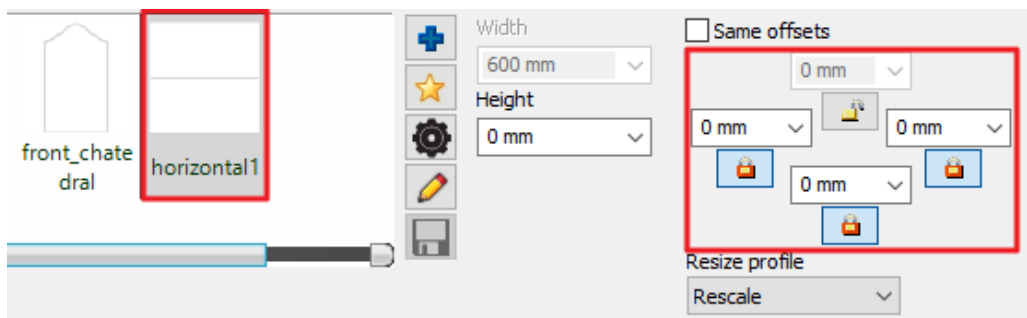 front_chate
dral
horizontal1
Width
600 mm
Height
0 mm
Same offsets
0 mm
0 mm
0 mm
0 mm
Resize profile
Rescale